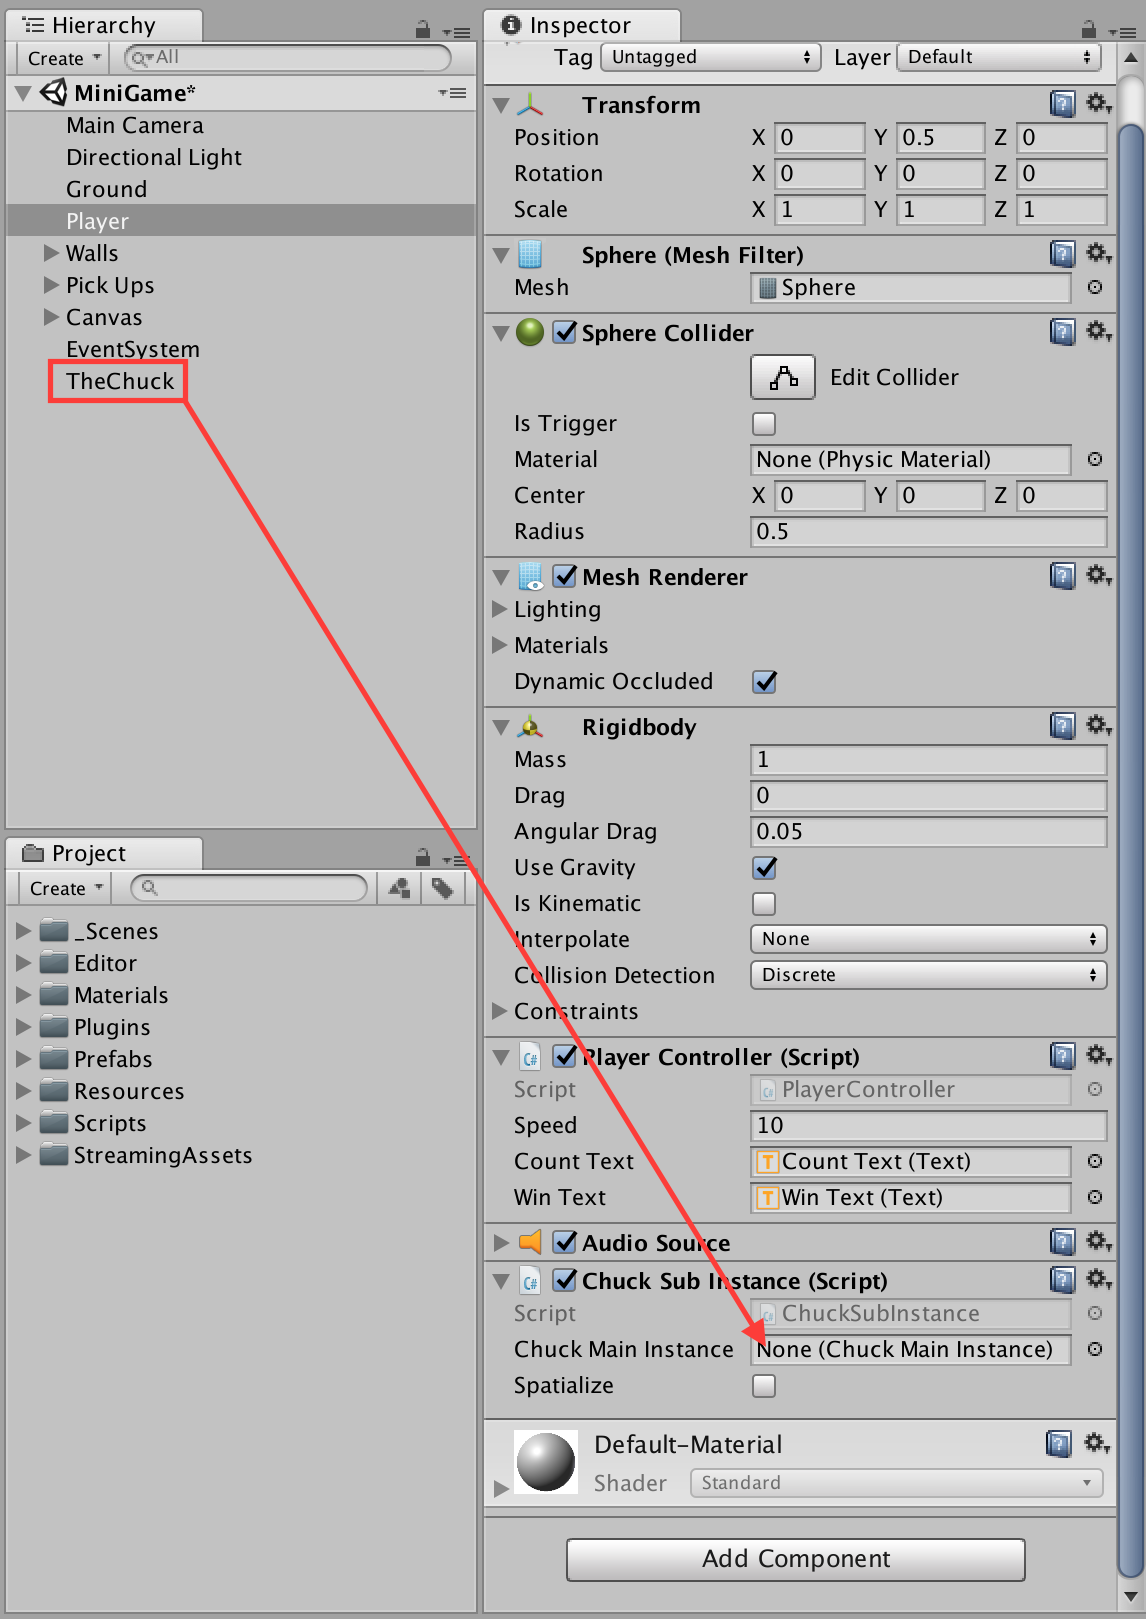 Hierarchy
Create
All
MiniGame*
Main Camera
Directional Light
Ground
Player
Walls
Pick Ups
Canvas
EventSystem
TheChuck
Project
Create
_Scenes
Editor
Materials
Plugins
Prefabs
Resources
Scripts
StreamingAssets
Inspector
Tag Untagged Layer Default
Transform
Position X 0 Y 0.5 Z 0
Rotation X 0 Y 0 Z 0
Scale X 1 Y 1 Z 1
Sphere (Mesh Filter)
Mesh Sphere
Sphere Collider
Edit Collider
Is Trigger
Material None (Physic Material)
Center X 0 Y 0 Z 0
Radius 0.5
Mesh Renderer
Lighting
Materials
Dynamic Occluded
Rigidbody
Mass 1
Drag 0
Angular Drag 0.05
Use Gravity
Is Kinematic
Interpolate None
Collision Detection Discrete
Constraints
C# Player Controller (Script)
Script C# PlayerController
Speed 10
Count Text T Count Text (Text)
Win Text T Win Text (Text)
Audio Source
C# Chuck Sub Instance (Script)
Script C# ChuckSubInstance
Chuck Main Instance None (Chuck Main Instance)
Spatialize
Default-Material
Shader Standard
Add Component